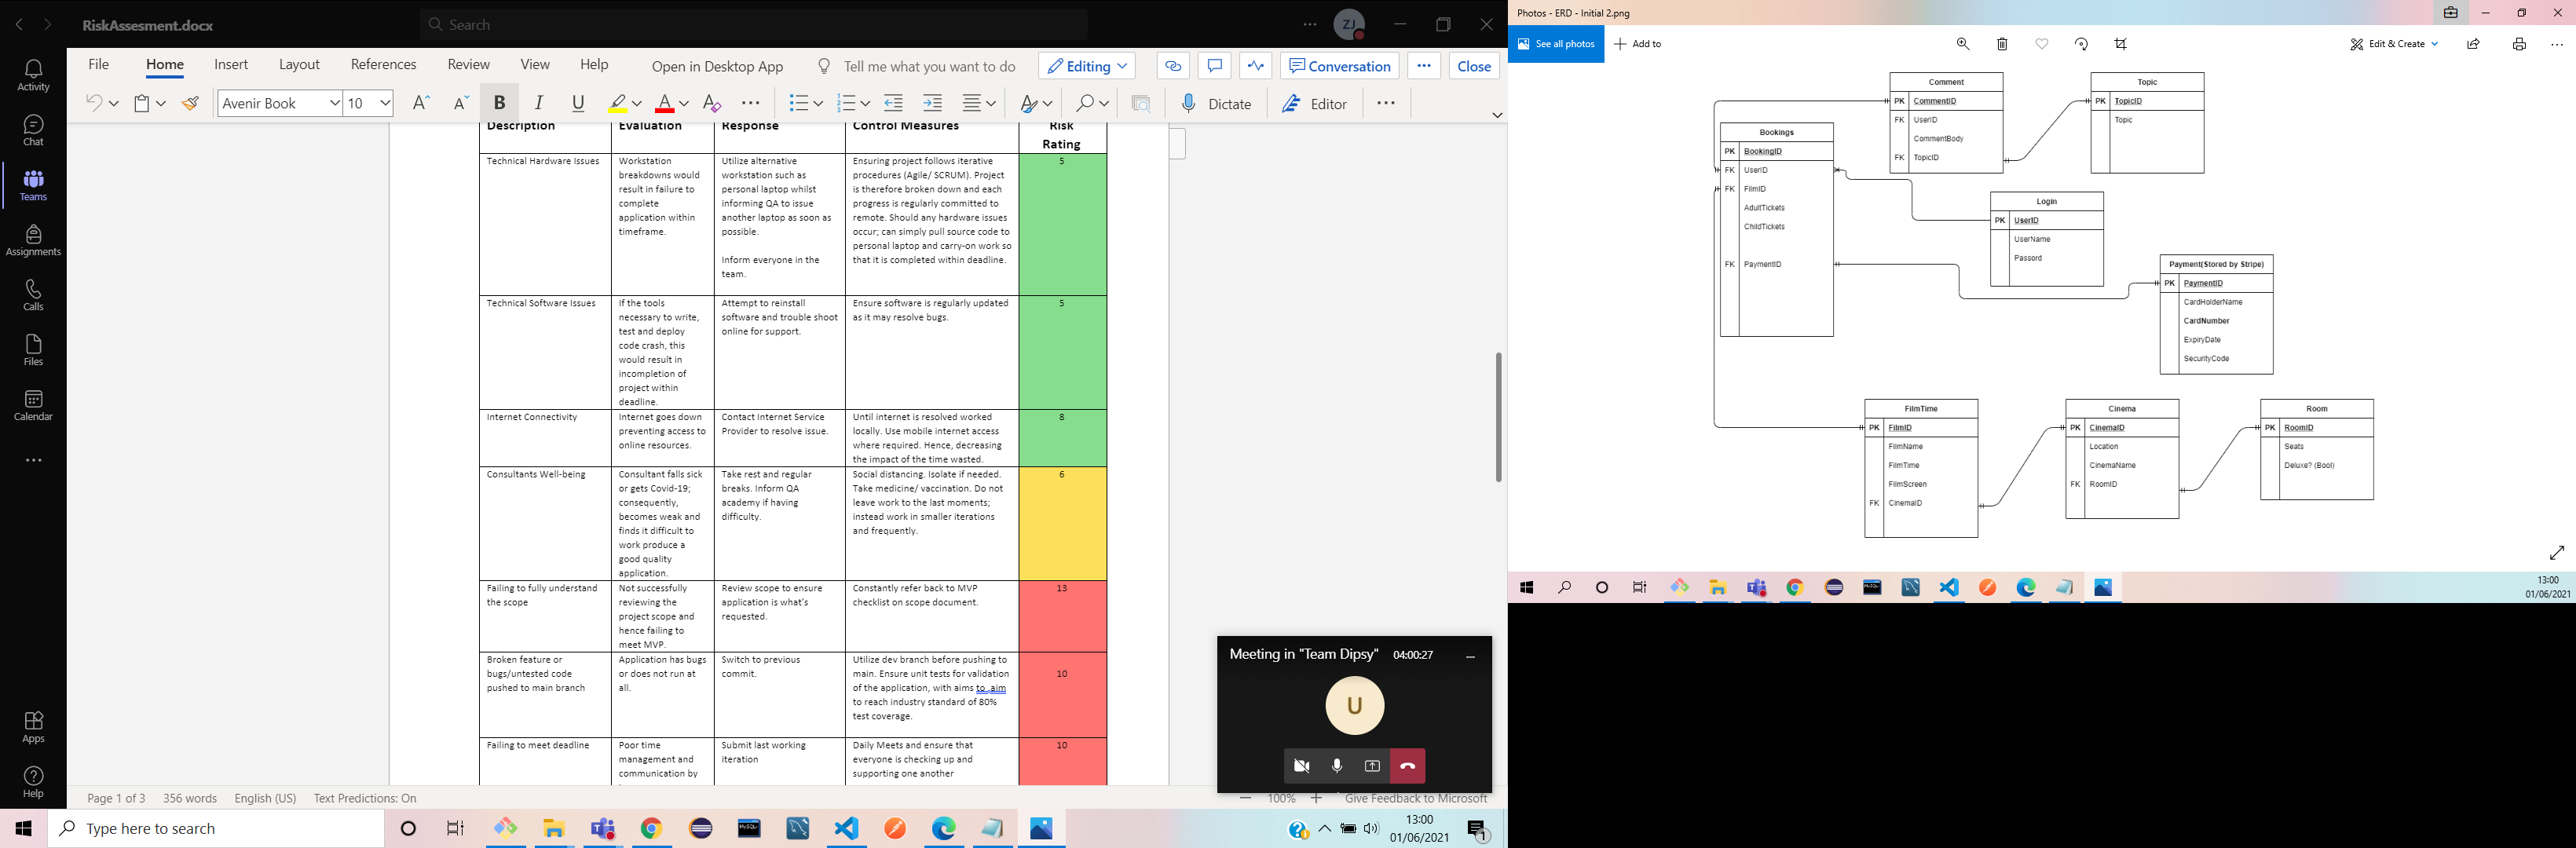 RiskAssesment.docx
Search
ZJ
File
Home
Insert
Layout
References
Review
View
Help
Open in Desktop App
Tell me what you want to do
Editing
Conversation
Close
Avenir Book
10
B
I
U
A
Dictate
Editor
Activity
Chat
Teams
Assignments
Calls
Files
Calendar
Apps
Help
Description
Evaluation
Response
Control Measures
Risk
Rating
Technical Hardware Issues
Workstation
breakdowns would
result in failure to
complete
application within
timeframe.
Utilize alternative
workstation such as
personal laptop whilst
informing QA to issue
another laptop as soon as
possible.
Inform everyone in the
team.
Ensuring project follows iterative
procedures (Agile/ SCRUM). Project
is therefore broken down and each
progress is regularly committed to
remote. Should any hardware issues
occur; can simply pull source code to
personal laptop and carry-on work so
that it is completed within deadline.
5
Technical Software Issues
If the tools
necessary to write,
test and deploy
code crash, this
would result in
incompletion of
project within
deadline.
Attempt to reinstall
software and trouble shoot
online for support.
Ensure software is regularly updated
as it may resolve bugs.
5
Internet Connectivity
Internet goes down
preventing access to
online resources.
Contact Internet Service
Provider to resolve issue.
Until internet is resolved worked
locally. Use mobile internet access
where required. Hence, decreasing
the impact of the time wasted.
8
Consultants Well-being
Consultant falls sick
or gets Covid-19;
consequently,
becomes weak and
finds it difficult to
work produce a
good quality
application.
Take rest and regular
breaks. Inform QA
academy if having
difficulty.
Social distancing. Isolate if needed.
Take medicine/ vaccination. Do not
leave work to the last moments;
instead work in smaller iterations
and frequently.
6
Failing to fully understand
the scope
Not successfully
reviewing the
project scope and
hence failing to
meet MVP.
Review scope to ensure
application is what's
requested.
Constantly refer back to MVP
checklist on scope document.
13
Broken feature or
bugs/untested code
pushed to main branch
Application has bugs
or does not run at
all.
Switch to previous
commit.
Utilize dev branch before pushing to
main. Ensure unit tests for validation
of the application, with aims to ,aim
to reach industry standard of 80%
test coverage.
10
Failing to meet deadline
Poor time
management and
communication by
Submit last working
iteration
Daily Meets and ensure that
everyone is checking up and
supporting one another
10
Meeting in "Team Dipsy"
04:00:27
U
Page 1 of 3
356 words
English (US)
Text Predictions: On
100%
Give Feedback to Microsoft
Type here to search
13:00
01/06/2021
1
Photos - ERD - Initial 2.png
See all photos
Add to
Edit & Create
Comment
PK CommentID
FK UserID
CommentBody
FK TopicID
Topic
PK TopicID
Topic
Bookings
PK BookingID
FK UserID
FK FilmID
AdultTickets
ChildTickets
FK PaymentID
Login
PK UserID
UserName
Passord
Payment(Stored by Stripe)
PK PaymentID
CardHolderName
CardNumber
ExpiryDate
SecurityCode
FilmTime
PK FilmID
FilmName
FilmTime
FilmScreen
FK CinemaID
Cinema
PK CinemaID
Location
CinemaName
FK RoomID
Room
PK RoomID
Seats
Deluxe? (Bool)
13:00
01/06/2021